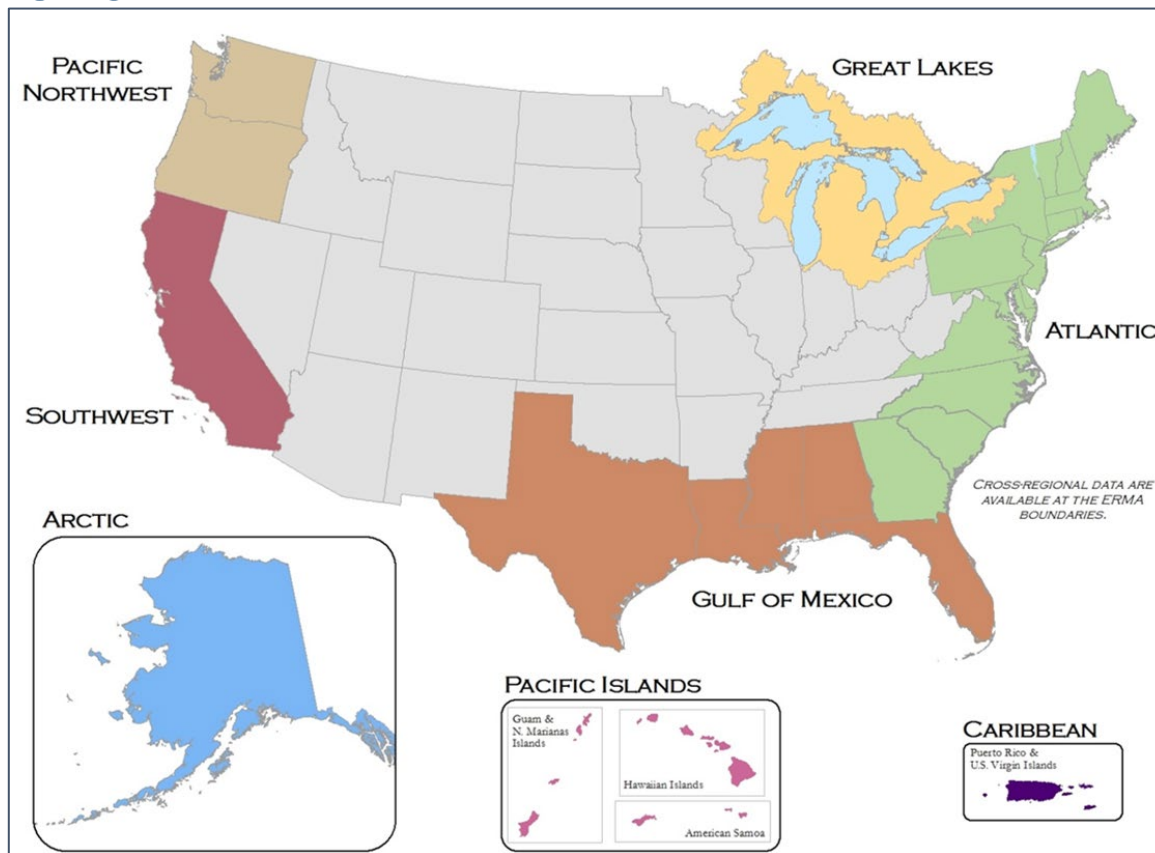 PACIFIC
NORTHWEST
GREAT LAKES
ATLANTIC
SOUTHWEST
CROSS-REGIONAL DATA ARE
AVAILABLE AT THE ERMA
BOUNDARIES.
ARCTIC
GULF OF MEXICO
PACIFIC ISLANDS
Guam &
N. Marianas
Islands
Hawaiian Islands
American Samoa
CARIBBEAN
Puerto Rico &
U.S. Virgin Islands